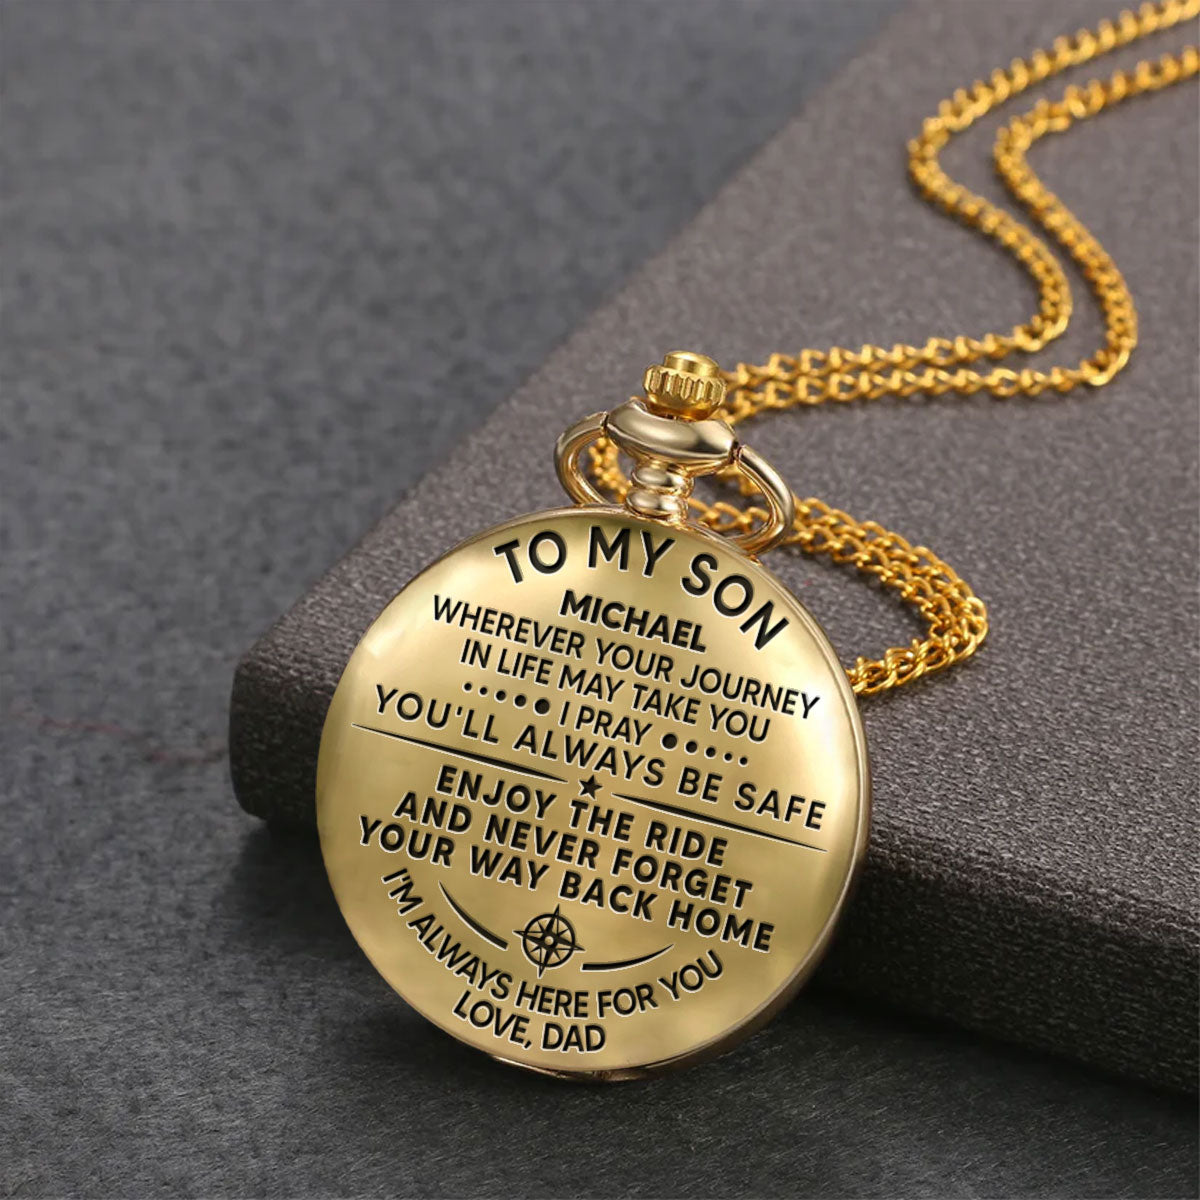 TO MY SON
MICHAEL
WHEREVER YOUR JOURNEY
IN LIFE MAY TAKE YOU
I PRAY
YOU'LL ALWAYS BE SAFE
ENJOY THE RIDE
AND NEVER FORGET
YOUR WAY BACK HOME
I'M ALWAYS HERE FOR YOU
LOVE, DAD